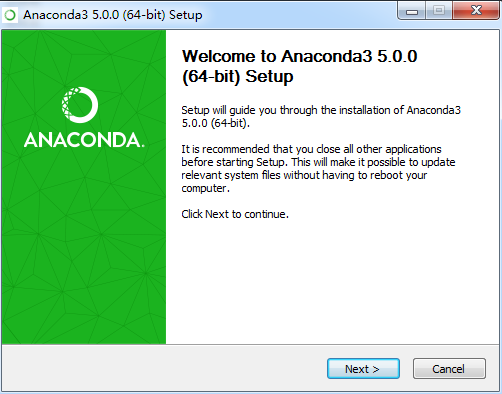 Anaconda3 5.0.0 (64-bit) Setup
Welcome to Anaconda3 5.0.0
(64-bit) Setup
Setup will guide you through the installation of Anaconda3
5.0.0 (64-bit).
It is recommended that you close all other applications
before starting Setup. This will make it possible to update
relevant system files without having to reboot your
computer.
Click Next to continue.
ANACONDA.
Next >
Cancel